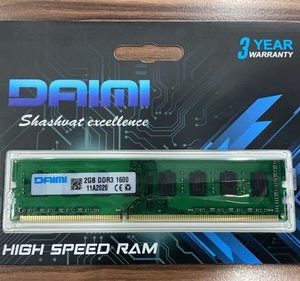 3 YEAR
WARRANTY
DAIMI
Shashvat excellence
DAIMI
2GB DDR3 1600
11A2020
HIGH SPEED RAM